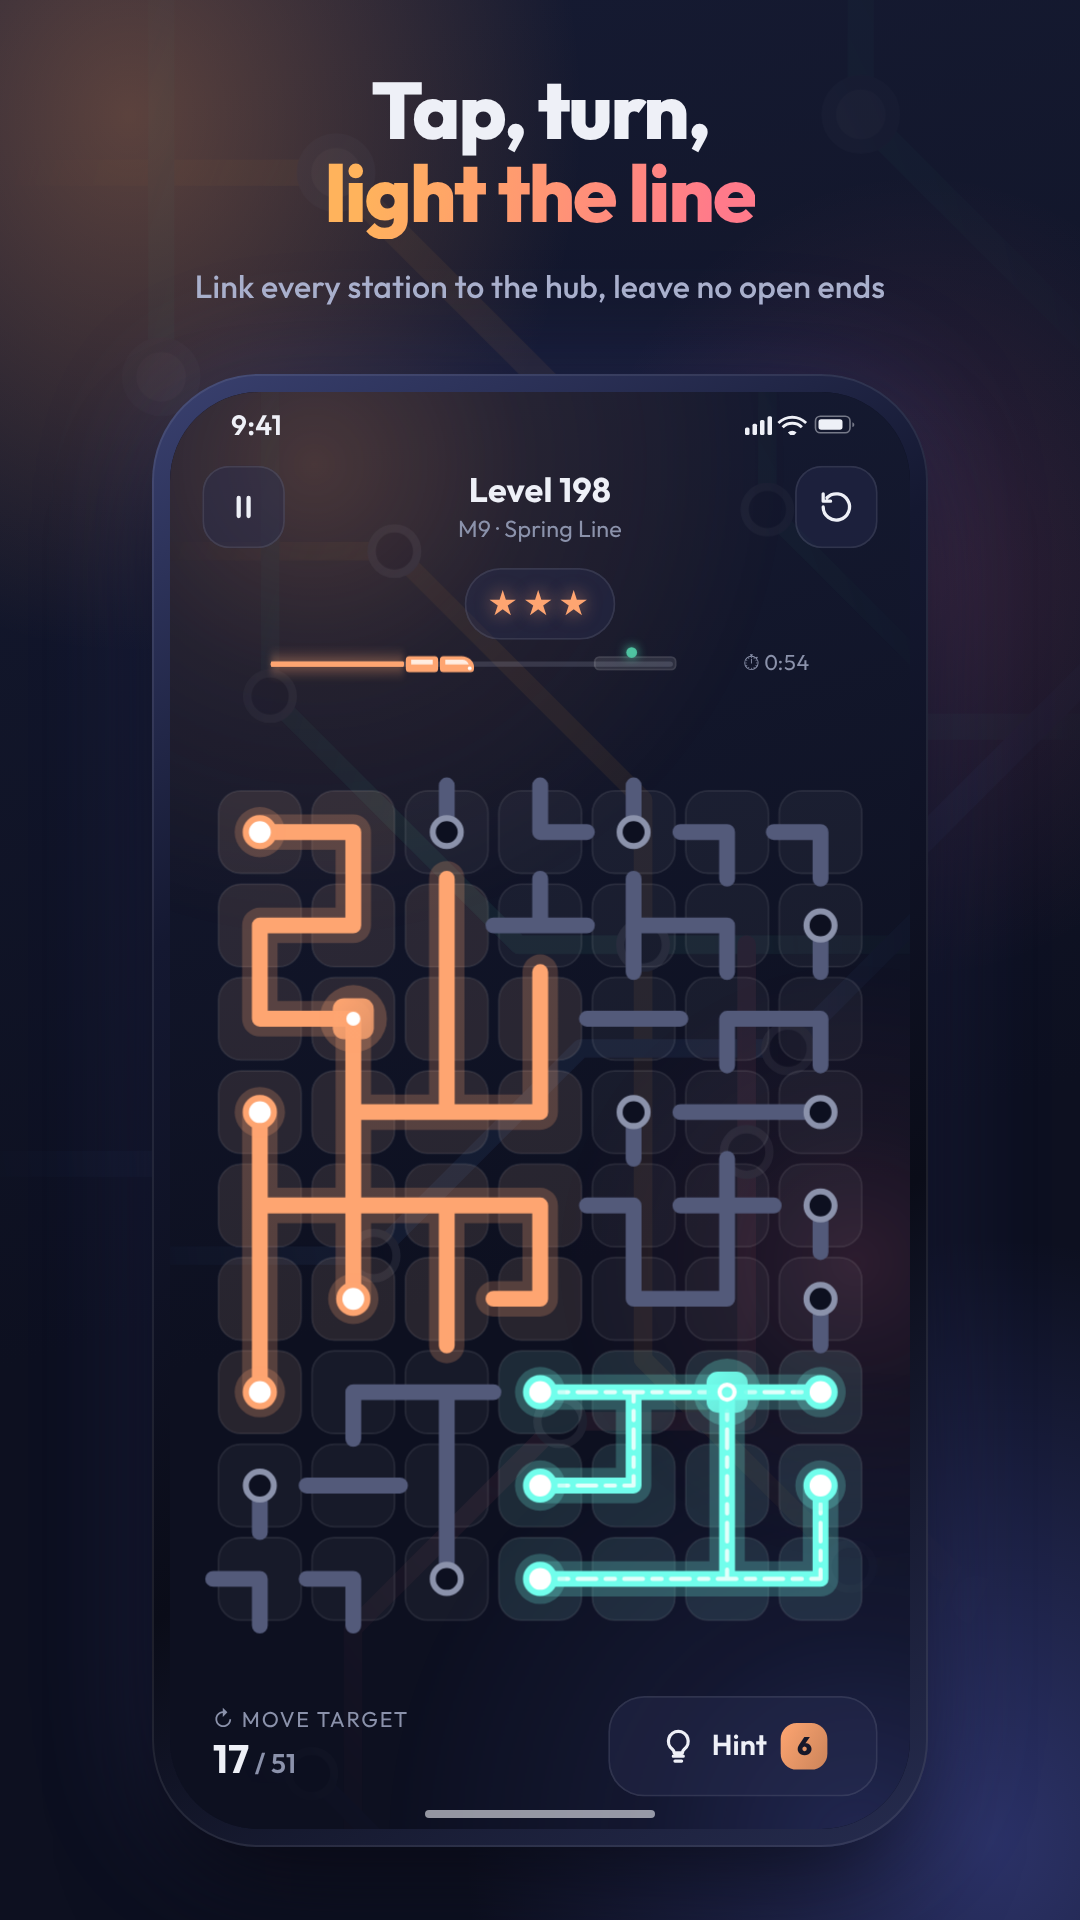 Tap, turn,
light the line
Link every station to the hub, leave no open ends
9:41
Level 198
M9 · Spring Line
0:54
MOVE TARGET
17 / 51
Hint 6